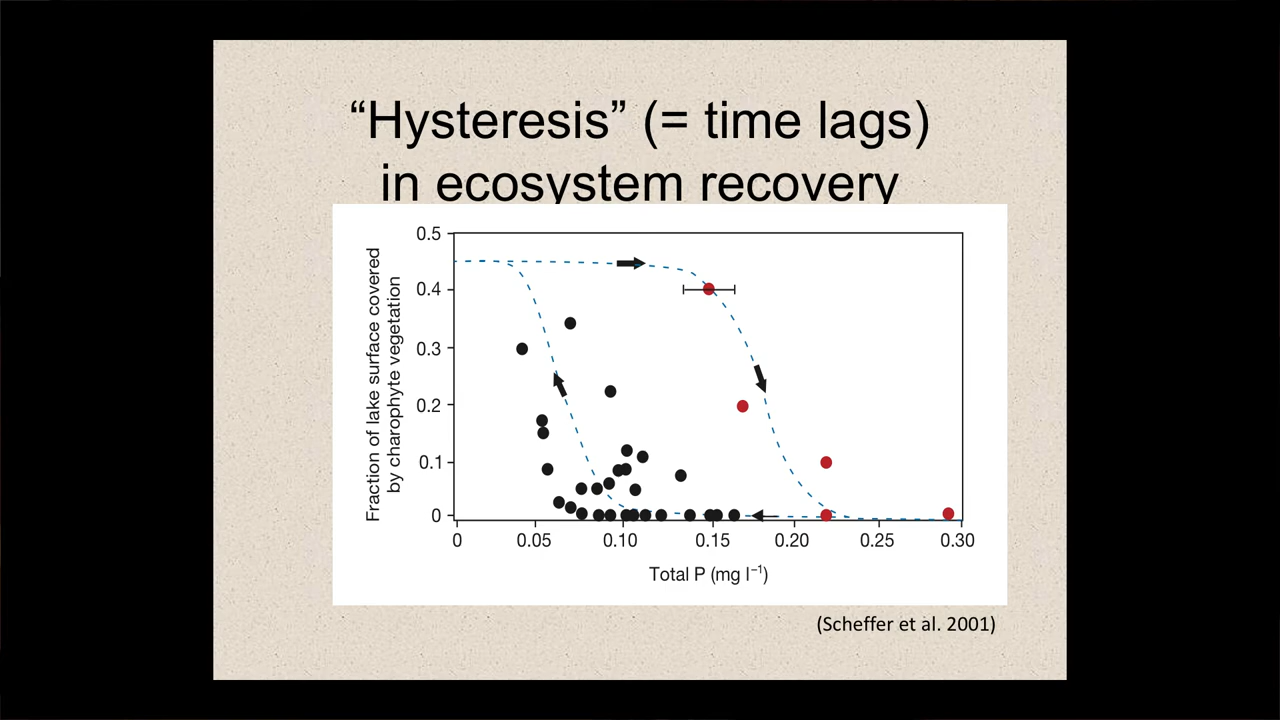 “Hysteresis” (= time lags)
in ecosystem recovery
Fraction of lake surface covered
by charophyte vegetation
0.5
0.4
0.3
0.2
0.1
0
0 0.05 0.10 0.15 0.20 0.25 0.30
Total P (mg l⁻¹)
(Scheffer et al. 2001)